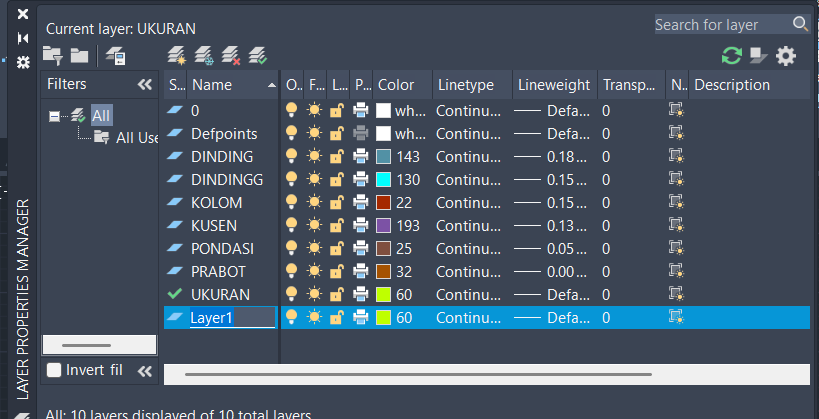 Current layer: UKURAN
Search for layer
Filters
S.. Name O.. F.. L... P... Color Linetype Lineweight Transp... N.. Description
All
All Use
0 wh... Continu... Defa... 0
Defpoints wh... Continu... Defa... 0
DINDING 143 Continu... 0.18 ... 0
DINDINGG 130 Continu... 0.15 ... 0
KOLOM 22 Continu... 0.15 ... 0
KUSEN 193 Continu... 0.13 ... 0
PONDASI 25 Continu... 0.05 ... 0
PRABOT 32 Continu... 0.00 ... 0
UKURAN 60 Continu... Defa... 0
Layer1 60 Continu... Defa... 0
Invert fil
All: 10 layers displayed of 10 total layers
LAYER PROPERTIES MANAGER